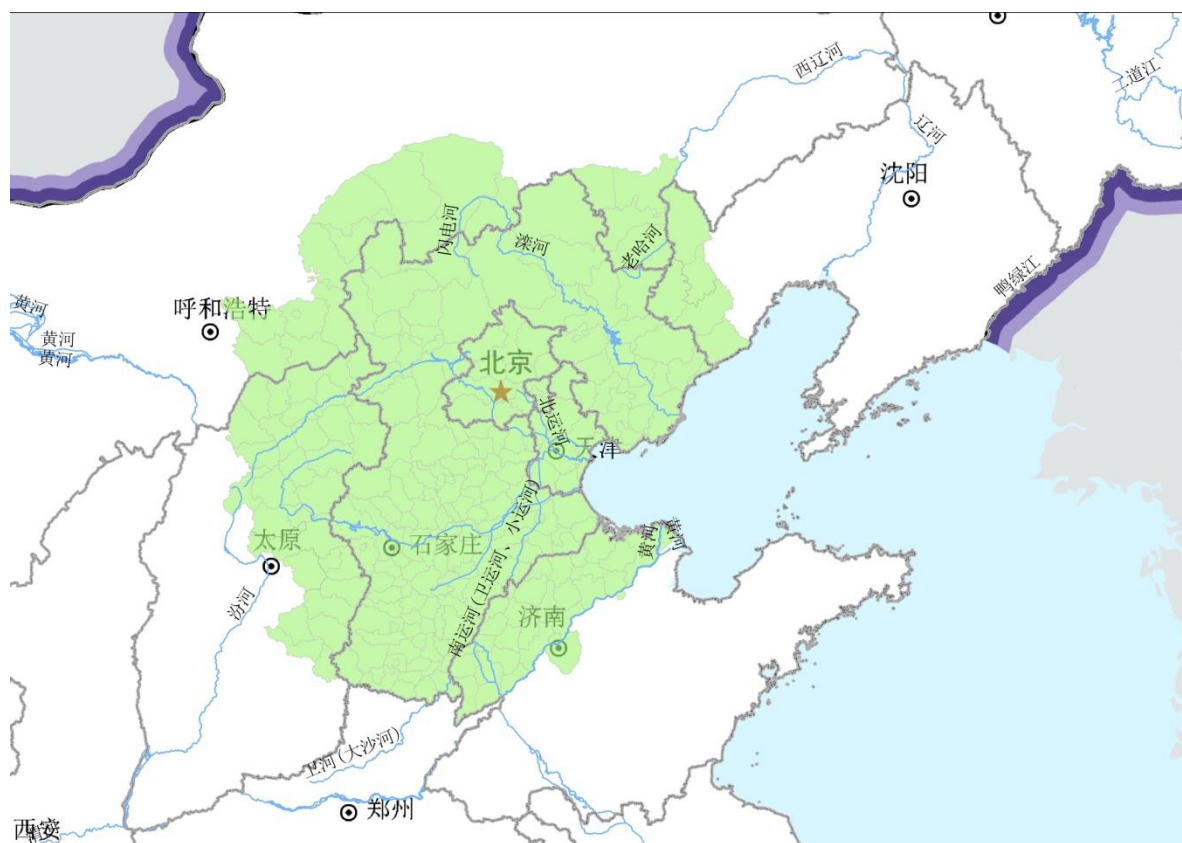 西辽河
二道江
辽河
沈阳
闪电河
滦河
老哈河
鸭绿江
黄河
呼和浩特
黄河
黄河
北京
北运河
天津
南运河(卫运河、小运河)
太原
石家庄
黄河
黄河
汾河
济南
卫河(大沙河)
郑州
西安